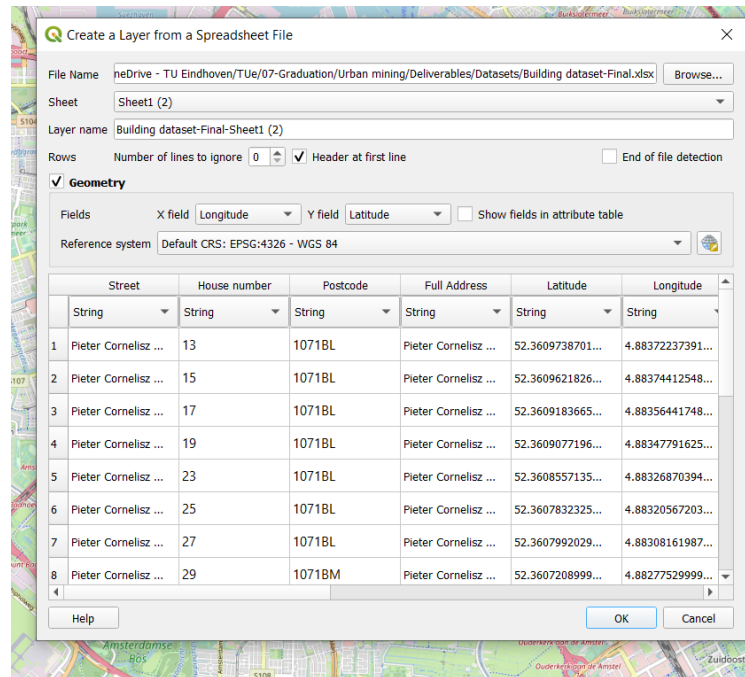 Create a Layer from a Spreadsheet File
File Name neDrive - TU Eindhoven/TUe/07-Graduation/Urban mining/Deliverables/Datasets/Building dataset-Final.xlsx Browse...
Sheet Sheet1 (2)
Layer name Building dataset-Final-Sheet1 (2)
Rows Number of lines to ignore 0 Header at first line End of file detection
Geometry
Fields X field Longitude Y field Latitude Show fields in attribute table
Reference system Default CRS: EPSG:4326 - WGS 84
Street House number Postcode Full Address Latitude Longitude
String String String String String String
1 Pieter Cornelisz ... 13 1071BL Pieter Cornelisz ... 52.3609738701... 4.88372237391...
2 Pieter Cornelisz ... 15 1071BL Pieter Cornelisz ... 52.3609621826... 4.88374412548...
3 Pieter Cornelisz ... 17 1071BL Pieter Cornelisz ... 52.3609183665... 4.88356441748...
4 Pieter Cornelisz ... 19 1071BL Pieter Cornelisz ... 52.3609077196... 4.88347791625...
5 Pieter Cornelisz ... 23 1071BL Pieter Cornelisz ... 52.3608557135... 4.88326870394...
6 Pieter Cornelisz ... 25 1071BL Pieter Cornelisz ... 52.3607832325... 4.88320567203...
7 Pieter Cornelisz ... 27 1071BL Pieter Cornelisz ... 52.3607992029... 4.88308161987...
8 Pieter Cornelisz ... 29 1071BM Pieter Cornelisz ... 52.3607208999... 4.88277529999...
Help OK Cancel
Amsterdamse
Bos
S108
Ouderkerk aan de Amstel
Zuidoost